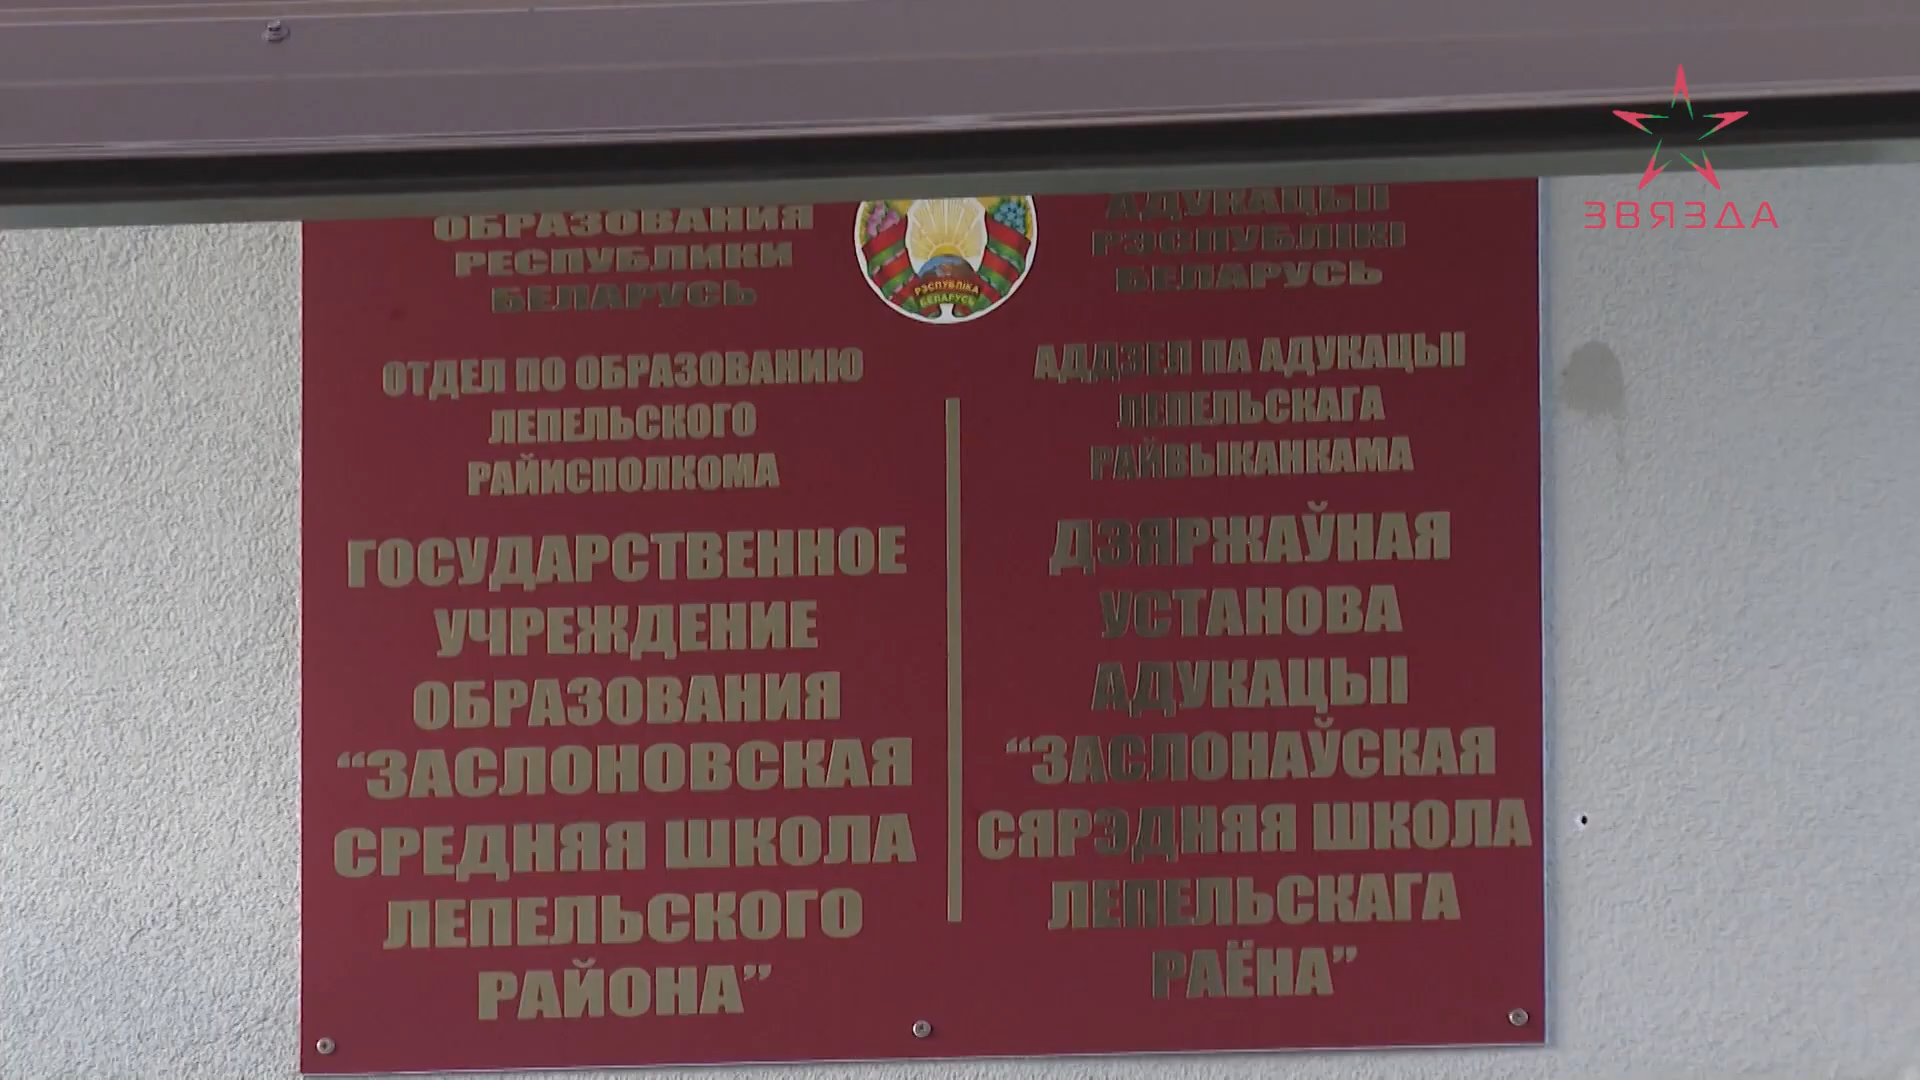 ОБРАЗОВАНИЯ
РЕСПУБЛИКИ
БЕЛАРУСЬ
ОТДЕЛ ПО ОБРАЗОВАНИЮ
ЛЕПЕЛЬСКОГО
РАЙИСПОЛКОМА
ГОСУДАРСТВЕННОЕ
УЧРЕЖДЕНИЕ
ОБРАЗОВАНИЯ
“ЗАСЛОНОВСКАЯ
СРЕДНЯЯ ШКОЛА
ЛЕПЕЛЬСКОГО
РАЙОНА”
РЭСПУБЛІКА
БЕЛАРУСЬ
АДУКАЦЫІ
РЭСПУБЛІКІ
БЕЛАРУСЬ
АДДЗЕЛ ПА АДУКАЦЫІ
ЛЕПЕЛЬСКАГА
РАЙВЫКАНКАМА
ДЗЯРЖАЎНАЯ
УСТАНОВА
АДУКАЦЫІ
“ЗАСЛОНАЎСКАЯ
СЯРЭДНЯЯ ШКОЛА
ЛЕПЕЛЬСКАГА
РАЁНА”
ЗВЯЗДА